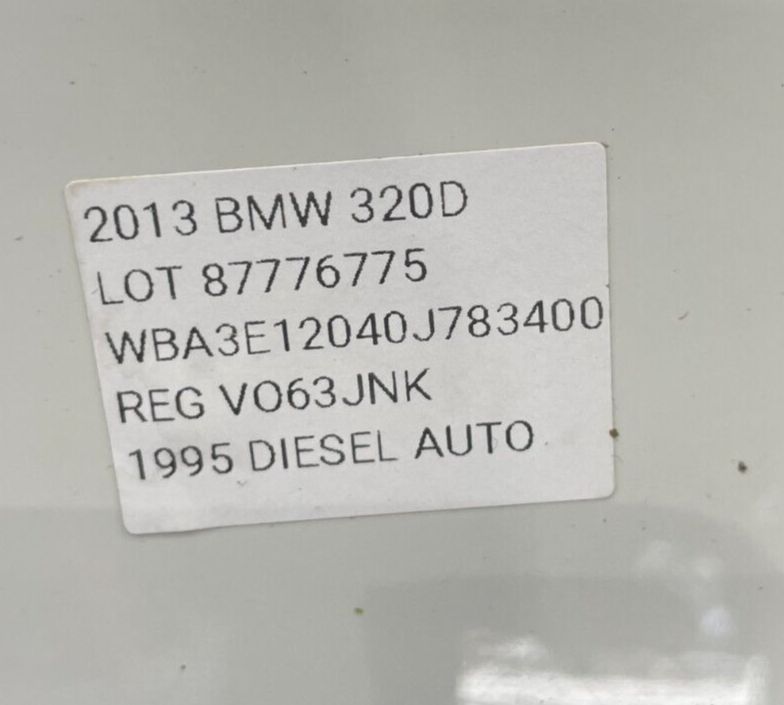 2013 BMW 320D
LOT 87776775
WBA3E12040J783400
REG VO63JNK
1995 DIESEL AUTO